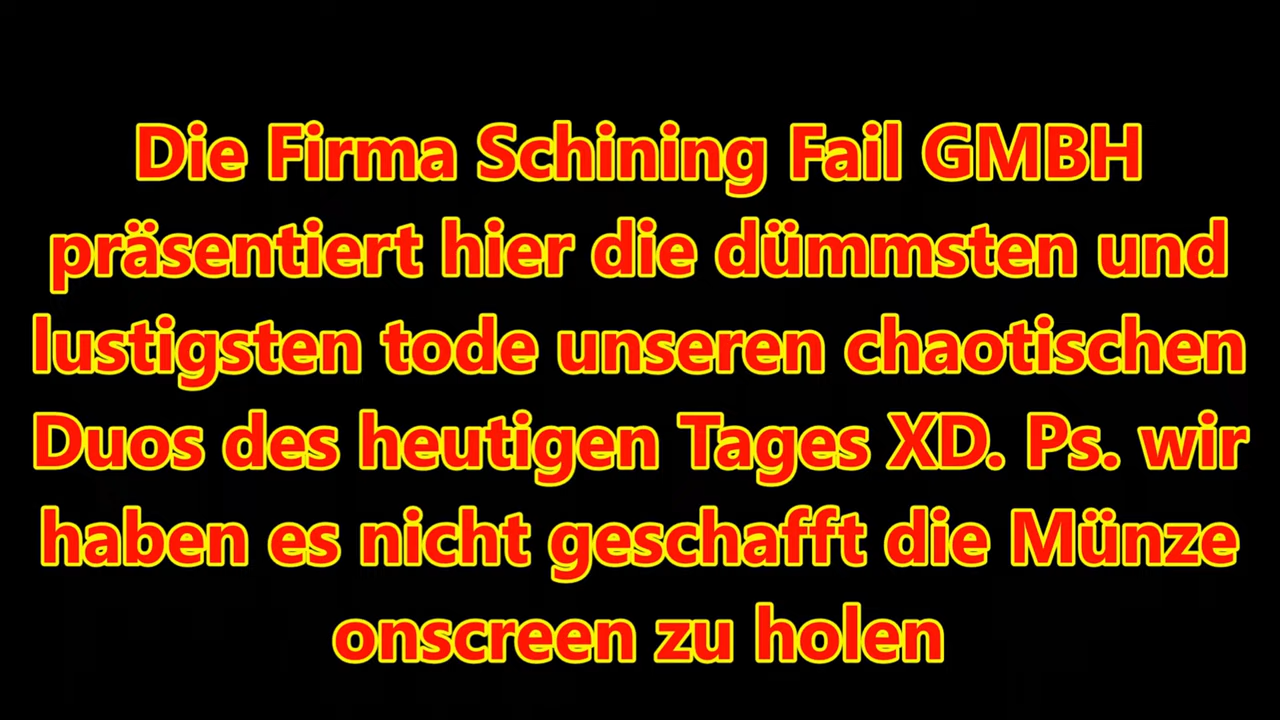 Die Firma Schining Fail GMBH
präsentiert hier die dümmsten und
lustigsten tode unseren chaotischen
Duos des heutigen Tages XD. Ps. wir
haben es nicht geschafft die Münze
onscreen zu holen